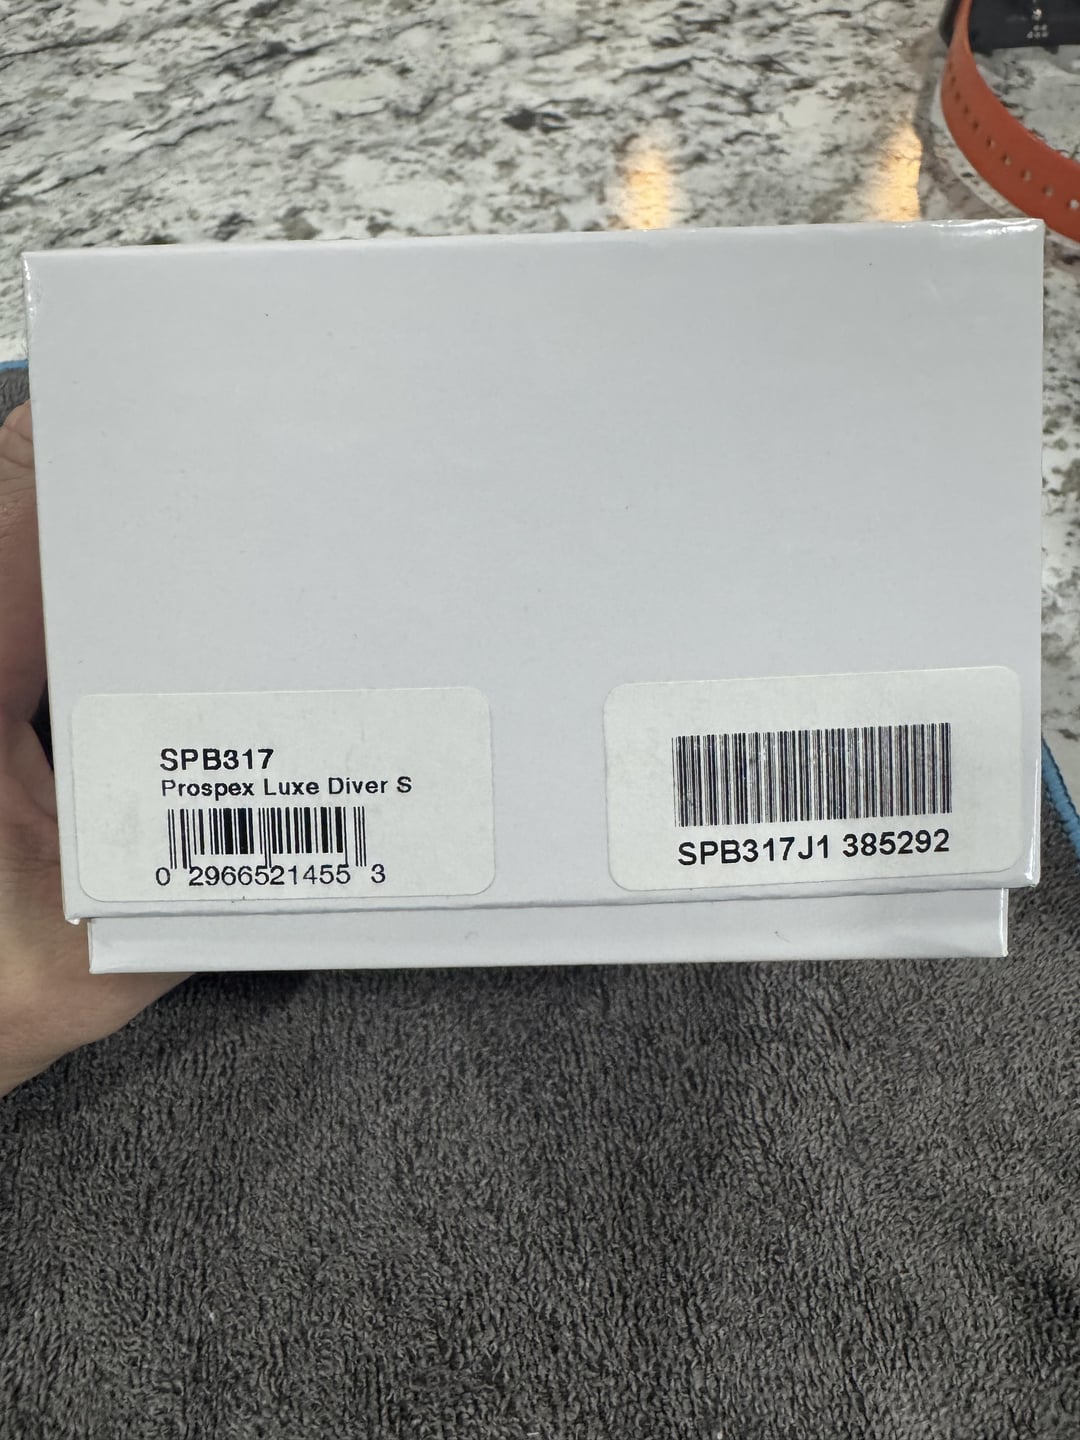 SPB317
Prospex Luxe Diver S
0 2966521455 3
SPB317J1 385292